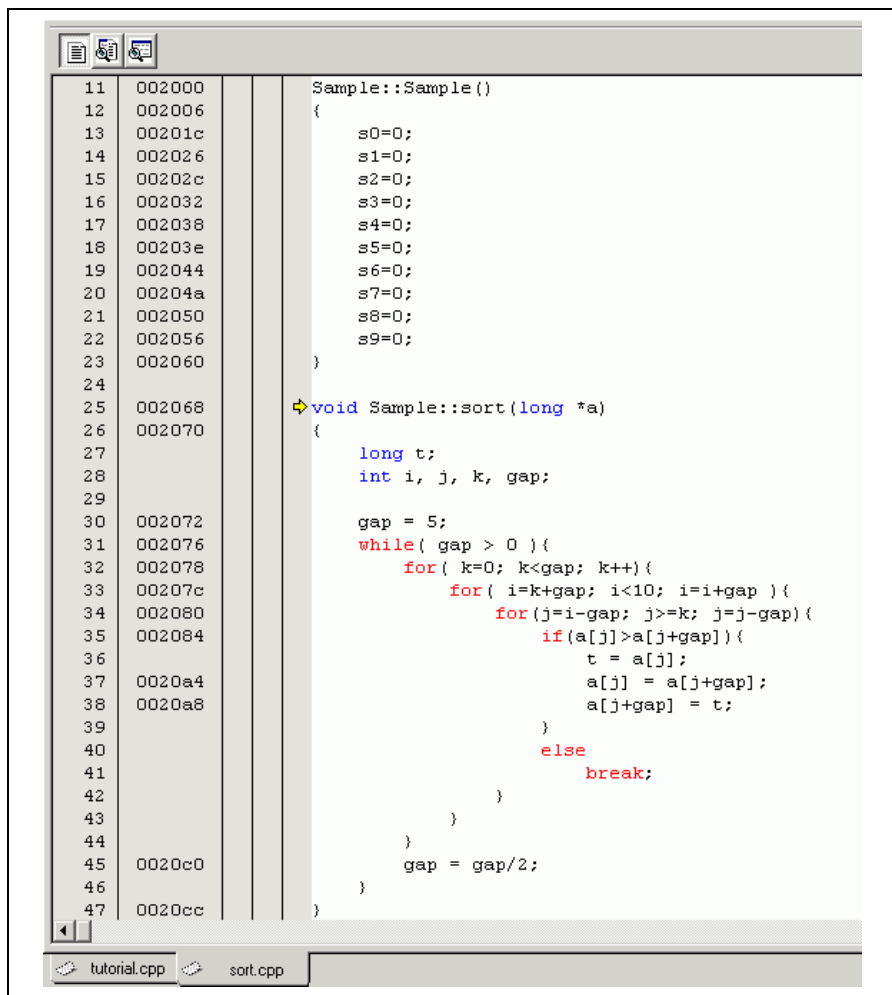 11 002000 Sample::Sample()
12 002006 {
13 00201c s0=0;
14 002026 s1=0;
15 00202c s2=0;
16 002032 s3=0;
17 002038 s4=0;
18 00203e s5=0;
19 002044 s6=0;
20 00204a s7=0;
21 002050 s8=0;
22 002056 s9=0;
23 002060 }
24
25 002068 void Sample::sort(long *a)
26 002070 {
27 long t;
28 int i, j, k, gap;
29
30 002072 gap = 5;
31 002076 while( gap > 0 ){
32 002078 for( k=0; k<gap; k++){
33 00207c for( i=k+gap; i<10; i=i+gap ){
34 002080 for(j=i-gap; j>=k; j=j-gap){
35 002084 if(a[j]>a[j+gap]){
36 t = a[j];
37 0020a4 a[j] = a[j+gap];
38 0020a8 a[j+gap] = t;
39 }
40 else
41 break;
42 }
43 }
44 }
45 0020c0 gap = gap/2;
46 }
47 0020cc }
tutorial.cpp sort.cpp